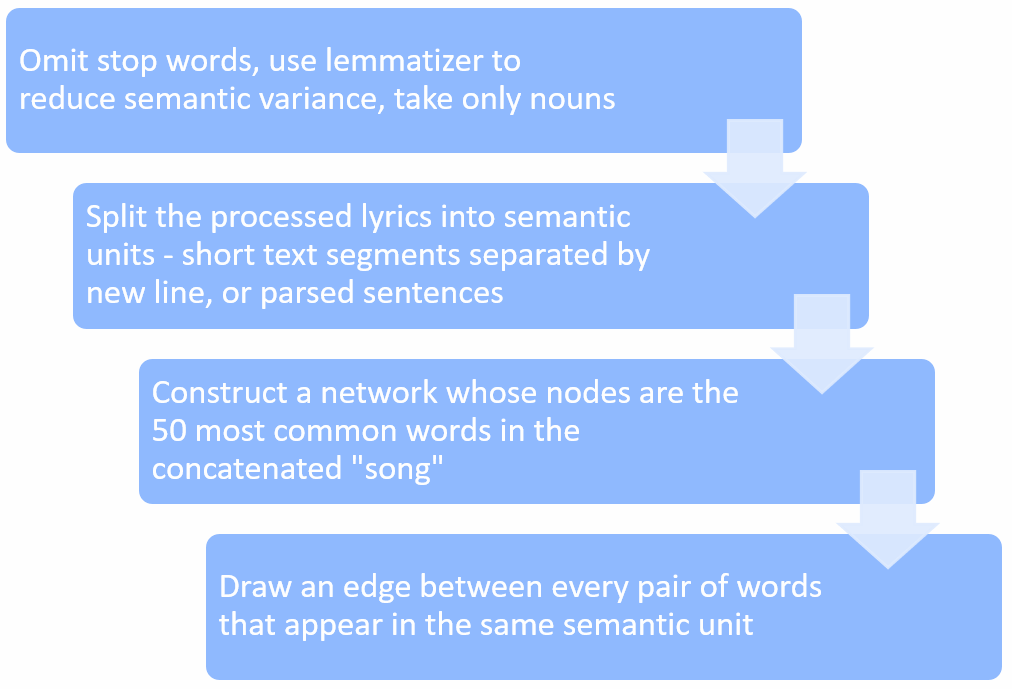 Omit stop words, use lemmatizer to
reduce semantic variance, take only nouns
Split the processed lyrics into semantic
units - short text segments separated by
new line, or parsed sentences
Construct a network whose nodes are the
50 most common words in the
concatenated "song"
Draw an edge between every pair of words
that appear in the same semantic unit